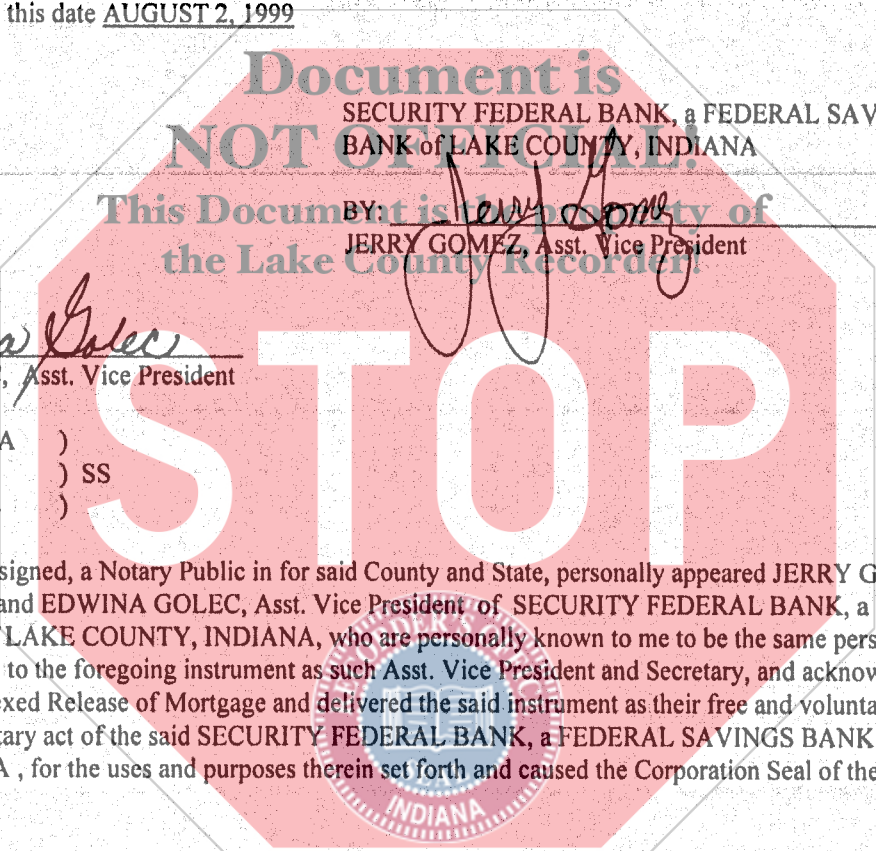 this date AUGUST 2, 1999
Document is
SECURITY FEDERAL BANK, a FEDERAL SAV
NOT OFFICIAL!
BANK of LAKE COUNTY, INDIANA
This Document is the property of
BY: Jerry Gomez
JERRY GOMEZ, Asst. Vice President
the Lake County Recorder!
STOP
a Golec
, Asst. Vice President
A )
) SS
)
signed, a Notary Public in for said County and State, personally appeared JERRY G
and EDWINA GOLEC, Asst. Vice President of SECURITY FEDERAL BANK, a
LAKE COUNTY, INDIANA, who are personally known to me to be the same pers
to the foregoing instrument as such Asst. Vice President and Secretary, and acknow
exed Release of Mortgage and delivered the said instrument as their free and volunta
tary act of the said SECURITY FEDERAL BANK, a FEDERAL SAVINGS BANK
A , for the uses and purposes therein set forth and caused the Corporation Seal of the
SEAL
INDIANA